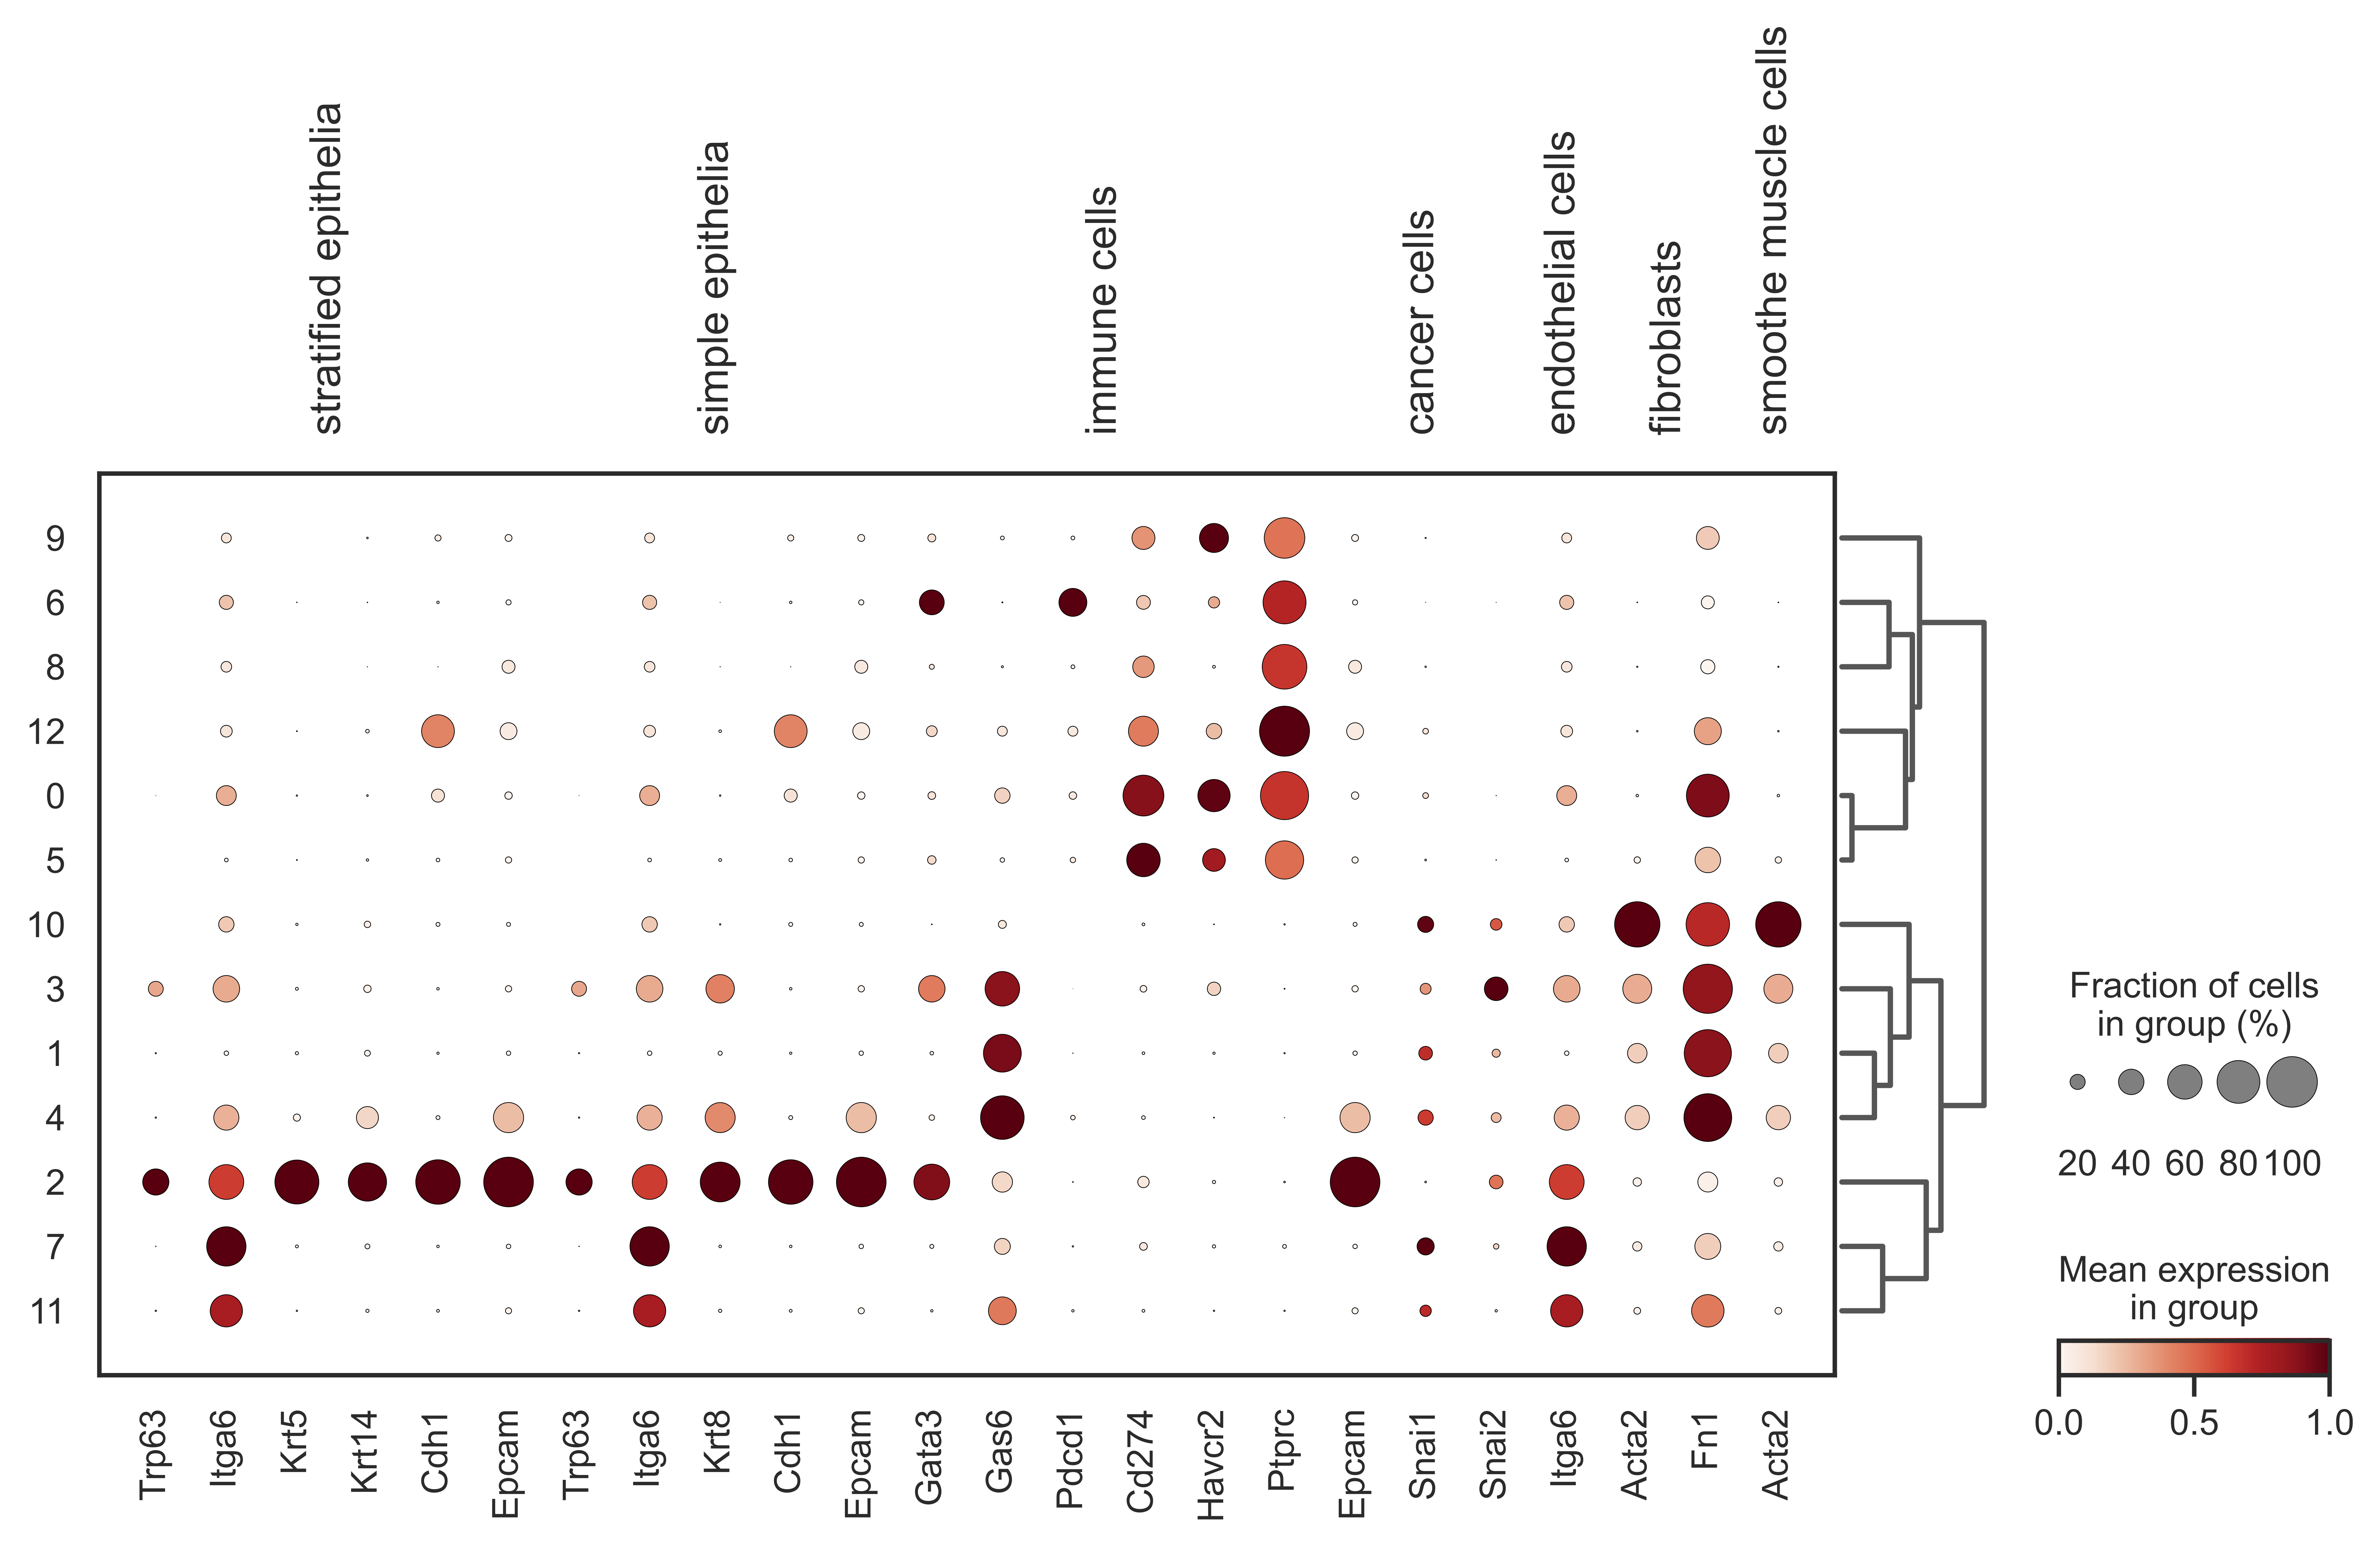 stratified epithelia
simple epithelia
immune cells
cancer cells
endothelial cells
fibroblasts
smoothe muscle cells
9
6
8
12
0
5
10
3
1
4
2
7
11
Trp63
Itga6
Krt5
Krt14
Cdh1
Epcam
Trp63
Itga6
Krt8
Cdh1
Epcam
Gata3
Gas6
Pdcd1
Cd274
Havcr2
Ptprc
Epcam
Snai1
Snai2
Itga6
Acta2
Fn1
Acta2
Fraction of cells
in group (%)
20 40 60 80 100
Mean expression
in group
0.0 0.5 1.0